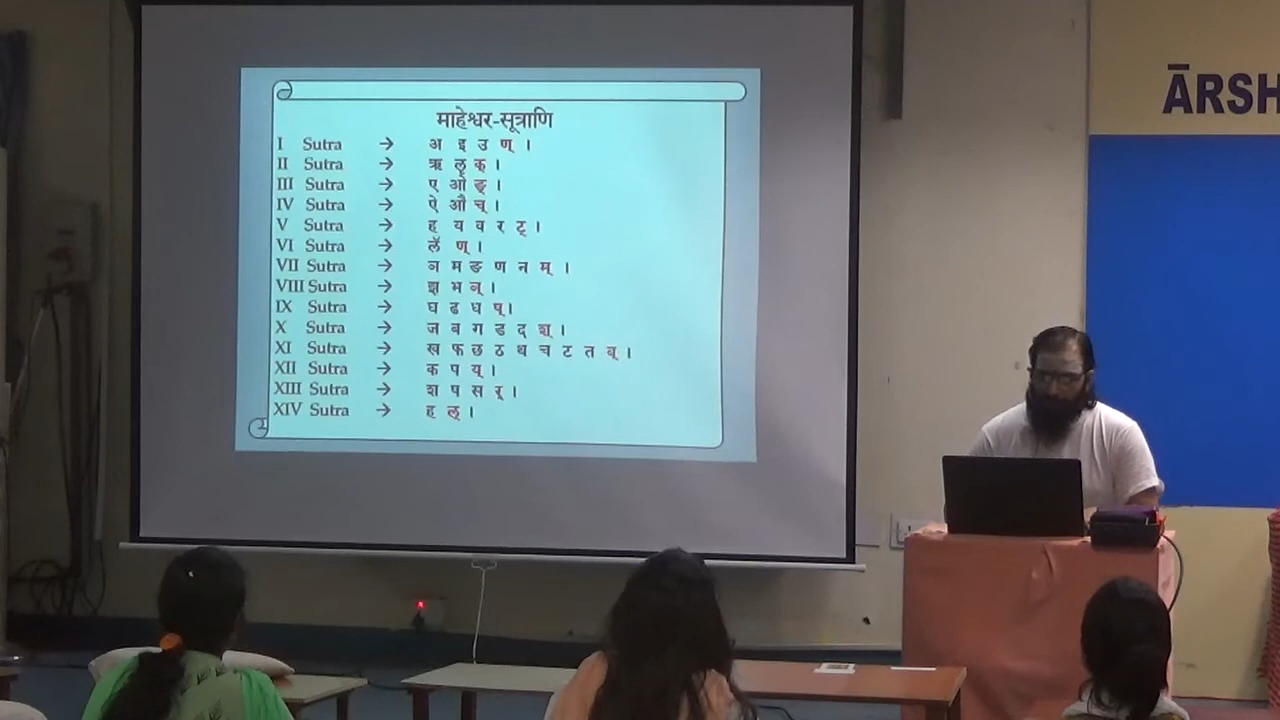 माहेश्वर-सूत्राणि
I Sutra → अ इ उ ण् ।
II Sutra → ऋ लृ क् ।
III Sutra → ए ओ ङ् ।
IV Sutra → ऐ औ च् ।
V Sutra → ह य व र ट् ।
VI Sutra → लँ ण् ।
VII Sutra → ञ म ङ ण न म् ।
VIII Sutra → झ भ ञ् ।
IX Sutra → घ ढ ध ष् ।
X Sutra → ज ब ग ड द श् ।
XI Sutra → ख फ छ ठ थ च ट त व् ।
XII Sutra → क प य् ।
XIII Sutra → श ष स र् ।
XIV Sutra → ह ल् ।
ĀRSH